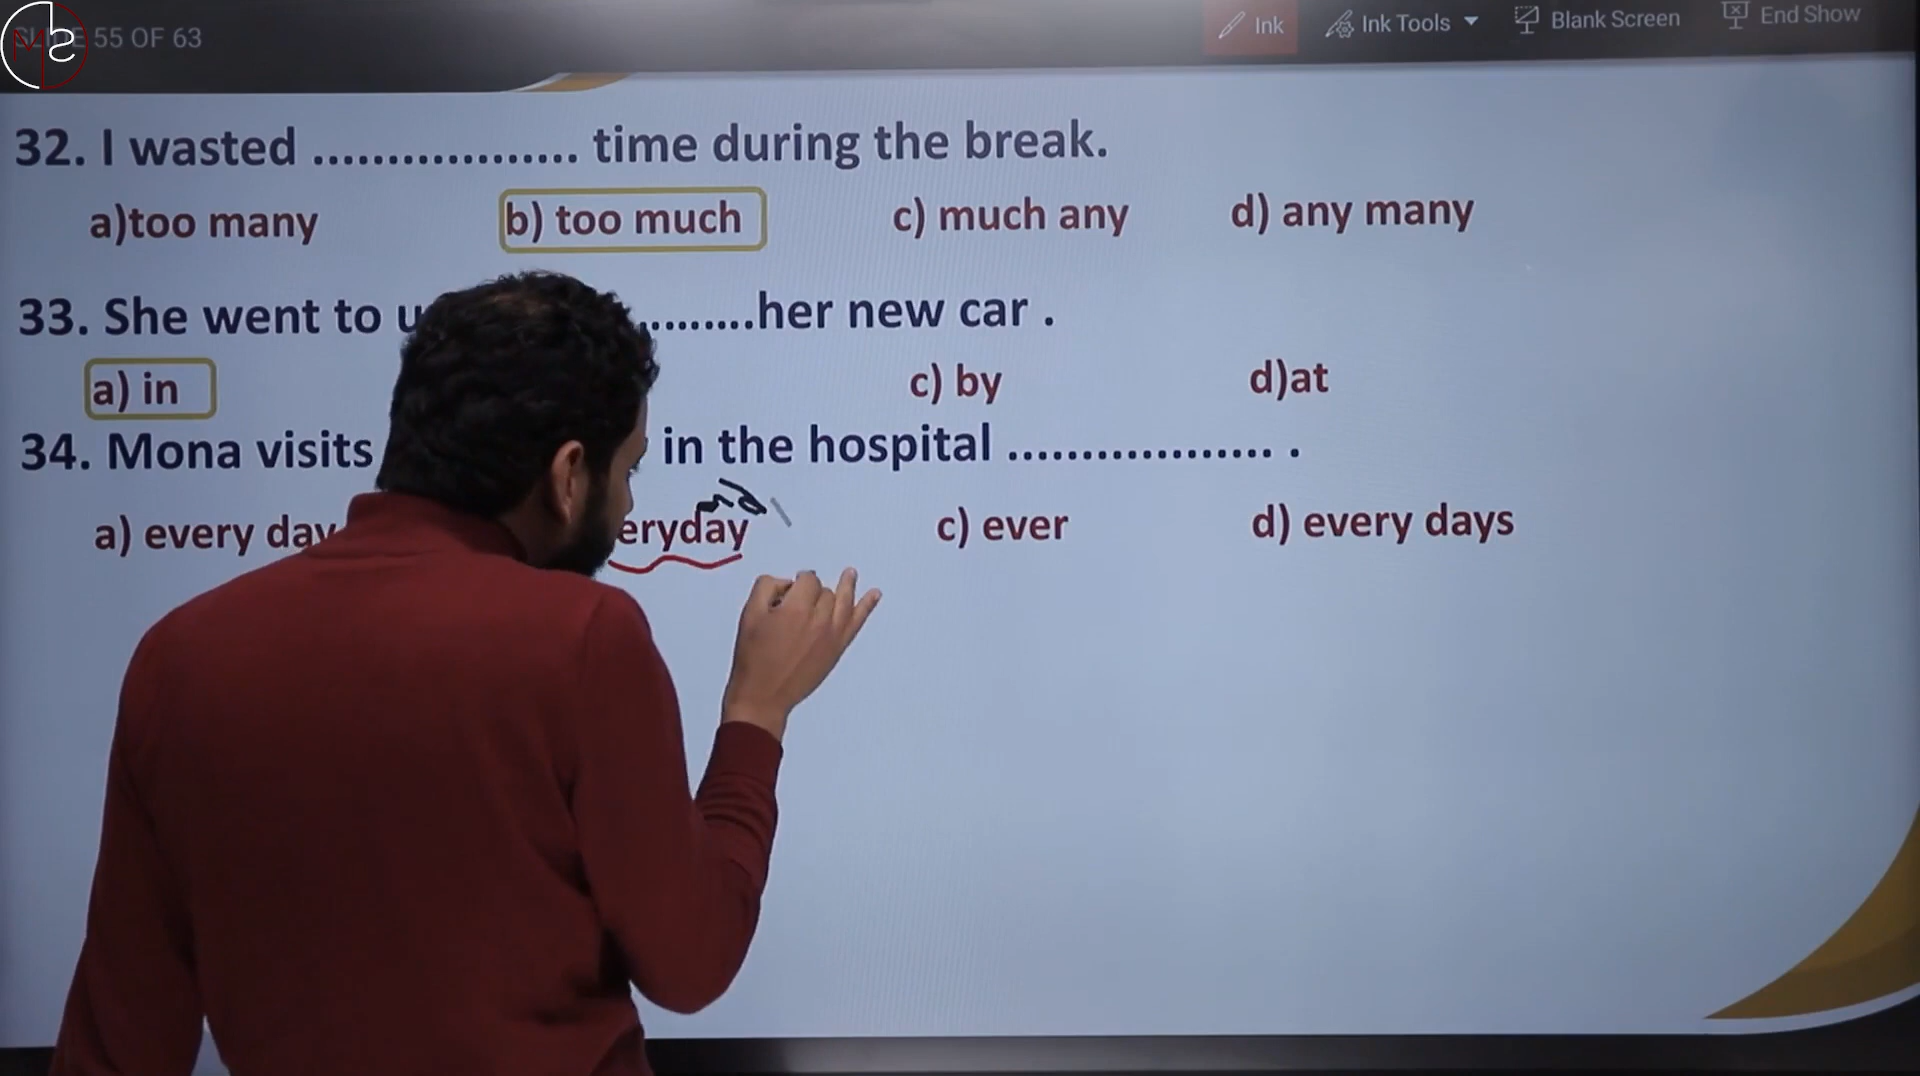 SLIDE 55 OF 63
Ink Ink Tools Blank Screen End Show
32. I wasted .................. time during the break.
a)too many b) too much c) much any d) any many
33. She went to ..........her new car .
a) in c) by d)at
34. Mona visits in the hospital .................. .
a) every day eryday c) ever d) every days